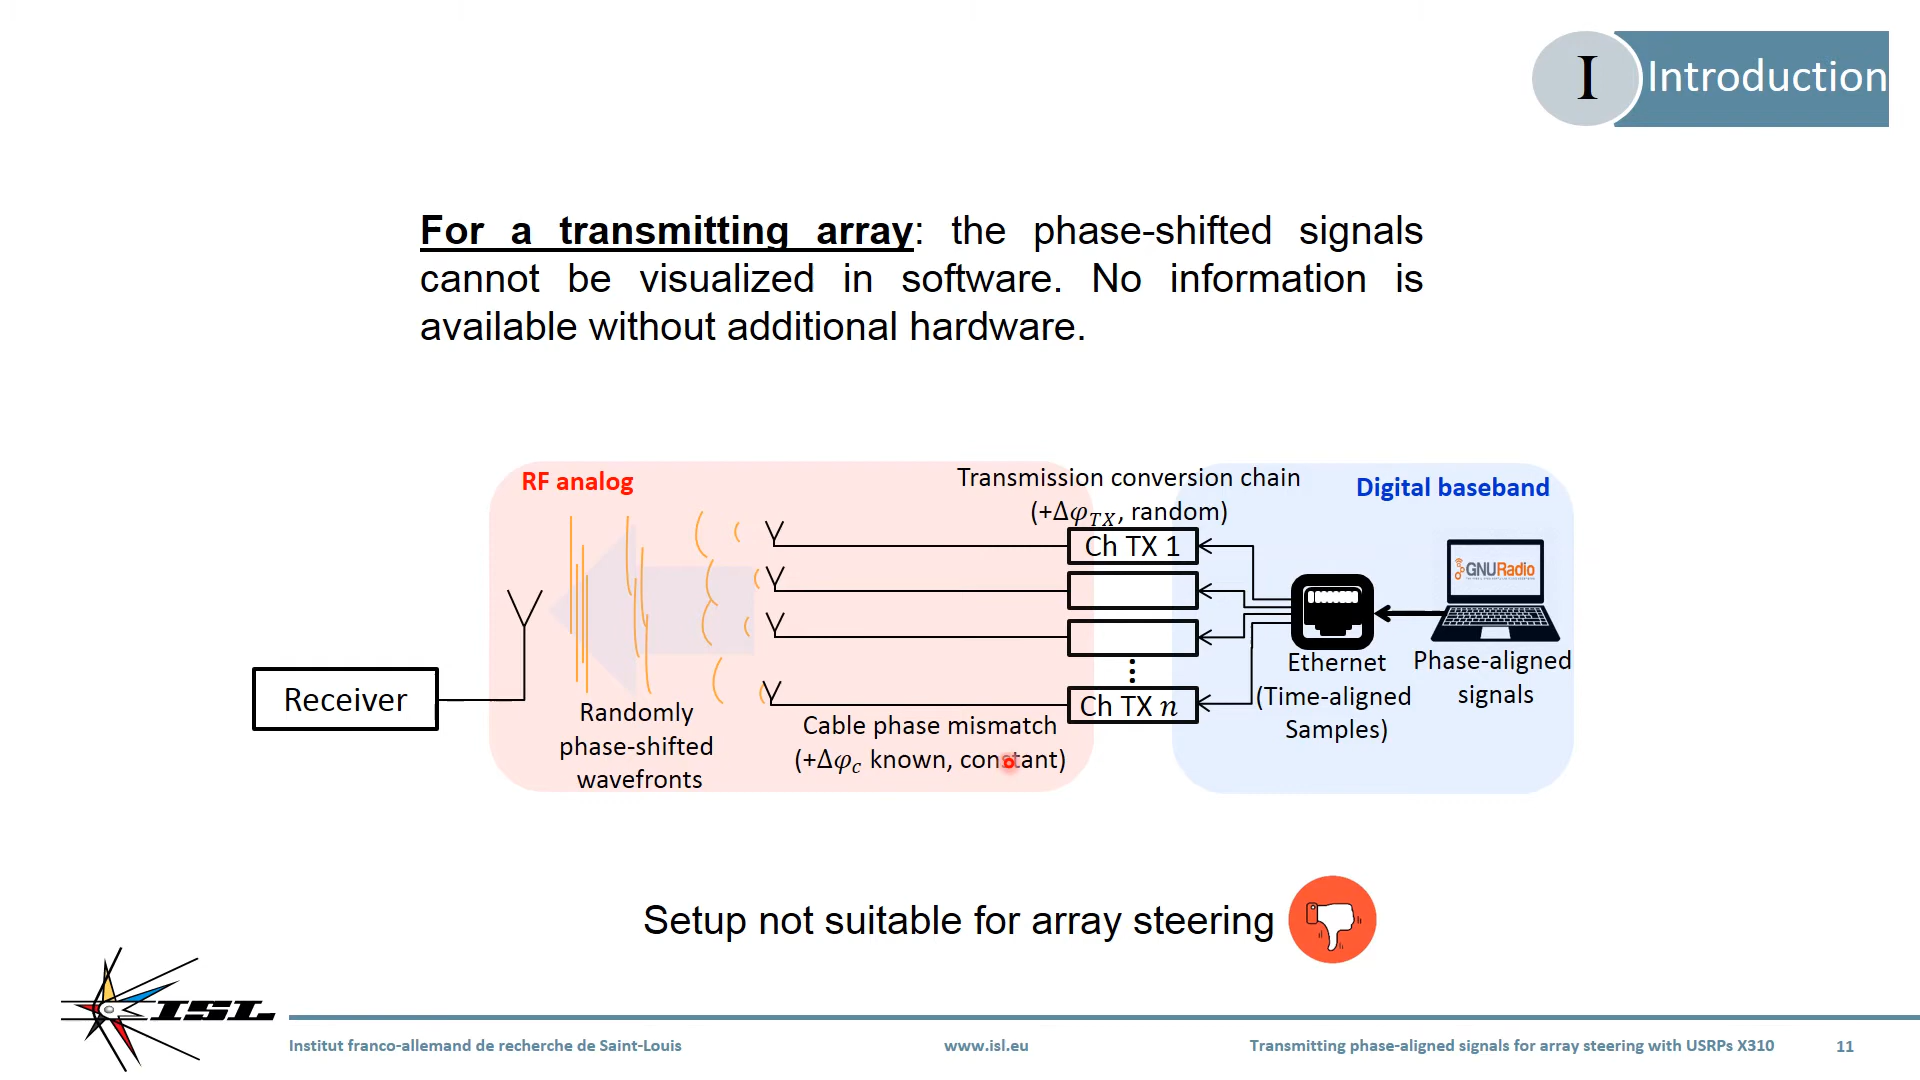 I Introduction
For a transmitting array: the phase-shifted signals
cannot be visualized in software. No information is
available without additional hardware.
RF analog
Transmission conversion chain
(+Δφ_TX, random)
Digital baseband
Ch TX 1
GNURadio
Ch TX n
Receiver
Randomly
phase-shifted
wavefronts
Cable phase mismatch
(+Δφ_c known, constant)
Ethernet
(Time-aligned
Samples)
Phase-aligned
signals
Setup not suitable for array steering
ISL
Institut franco-allemand de recherche de Saint-Louis
www.isl.eu
Transmitting phase-aligned signals for array steering with USRPs X310
11